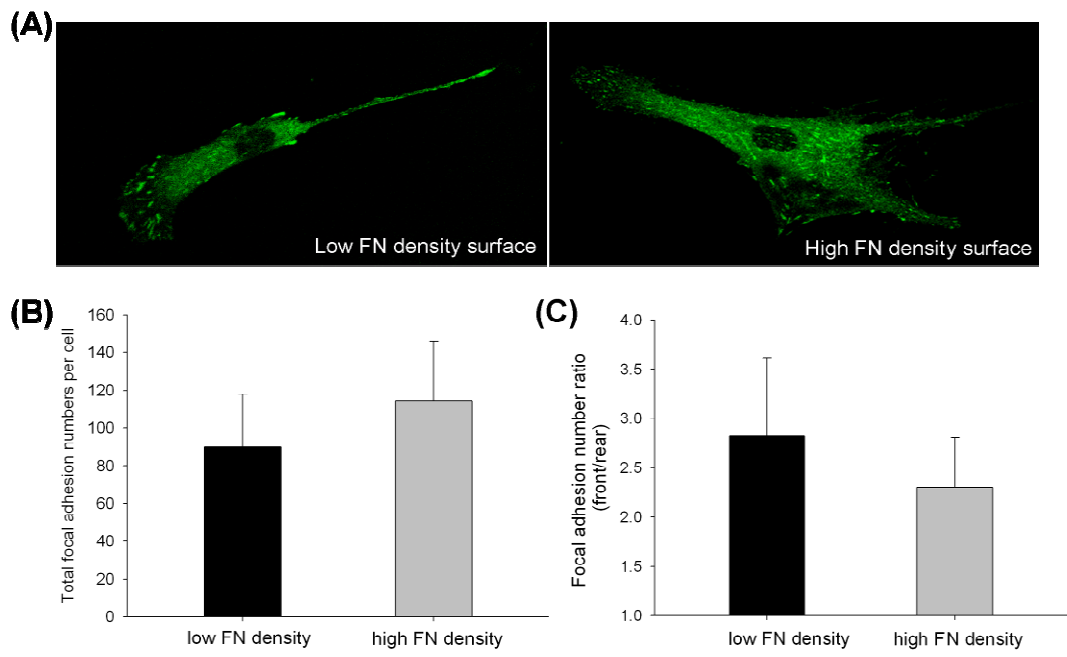 (A)
Low FN density surface
High FN density surface
(B)
Total focal adhesion numbers per cell
160
140
120
100
80
60
40
20
0
low FN density
high FN density
(C)
Focal adhesion number ratio
(front/rear)
4.0
3.5
3.0
2.5
2.0
1.5
1.0
low FN density
high FN density